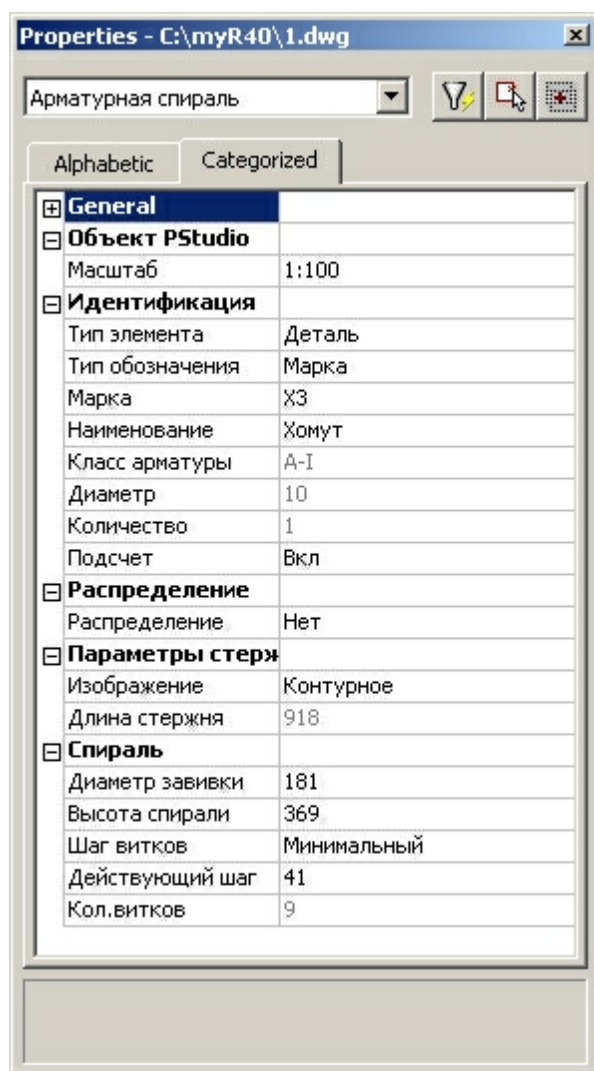 Properties - C:\myR40\1.dwg
Арматурная спираль
Alphabetic Categorized
General
Объект PStudio
Масштаб 1:100
Идентификация
Тип элемента Деталь
Тип обозначения Марка
Марка Х3
Наименование Хомут
Класс арматуры А-I
Диаметр 10
Количество 1
Подсчет Вкл
Распределение
Распределение Нет
Параметры стерж
Изображение Контурное
Длина стержня 918
Спираль
Диаметр завивки 181
Высота спирали 369
Шаг витков Минимальный
Действующий шаг 41
Кол.витков 9